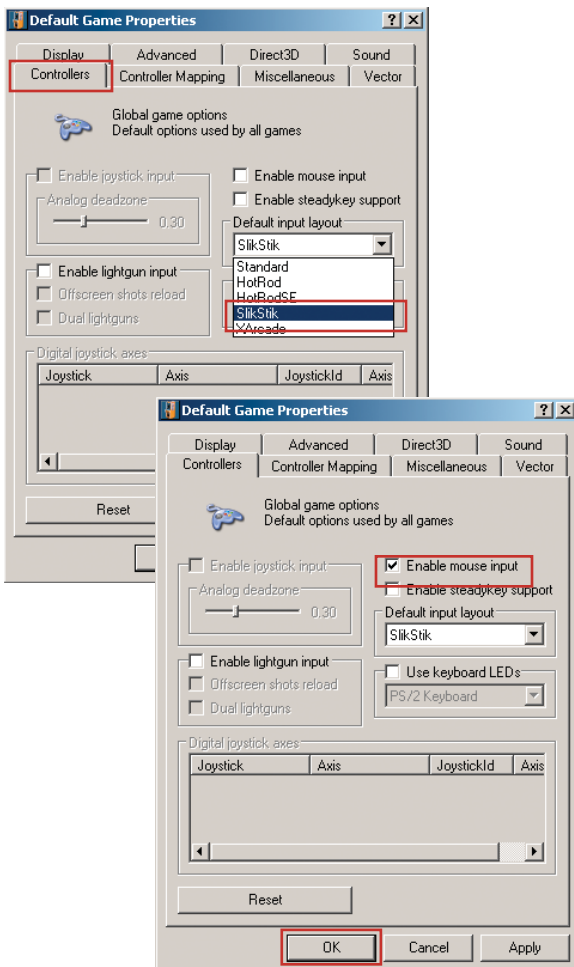 Default Game Properties
Display Advanced Direct3D Sound
Controllers Controller Mapping Miscellaneous Vector
Global game options
Default options used by all games
Enable joystick input
Enable mouse input
Analog deadzone
Enable steadykey support
0.30
Default input layout
SlikStik
Enable lightgun input
Standard
HotRod
Offscreen shots reload
HotRodSE
SlikStik
Dual lightguns
XArcade
Digital joystick axes
Joystick Axis JoystickId Axis
Reset
Default Game Properties
Display Advanced Direct3D Sound
Controllers Controller Mapping Miscellaneous Vector
Global game options
Default options used by all games
Enable joystick input
Enable mouse input
Analog deadzone
Enable steadykey support
0.30
Default input layout
SlikStik
Enable lightgun input
Use keyboard LEDs
Offscreen shots reload
PS/2 Keyboard
Dual lightguns
Digital joystick axes
Joystick Axis JoystickId Axis
Reset
OK Cancel Apply